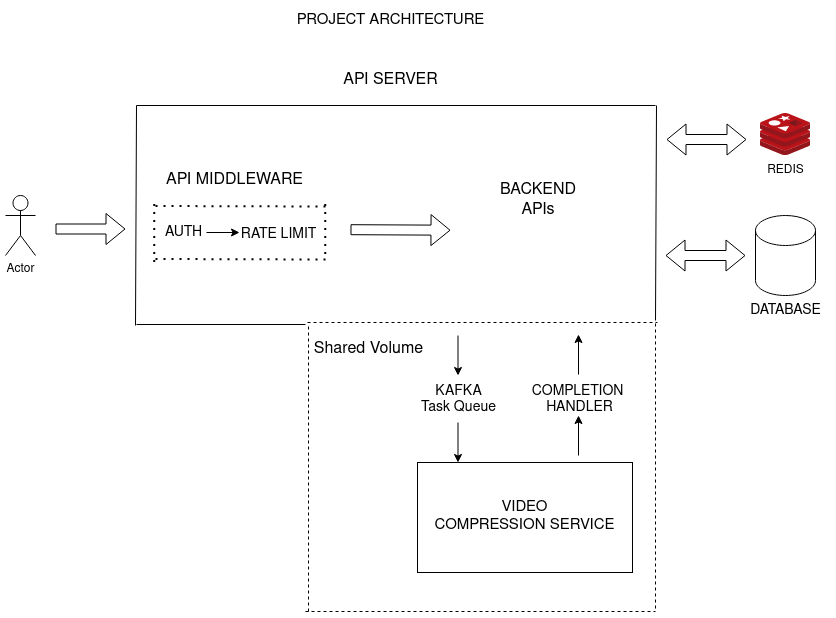 PROJECT ARCHITECTURE
API SERVER
API MIDDLEWARE
AUTH
RATE LIMIT
BACKEND
APIs
REDIS
Actor
DATABASE
Shared Volume
KAFKA
Task Queue
COMPLETION
HANDLER
VIDEO
COMPRESSION SERVICE